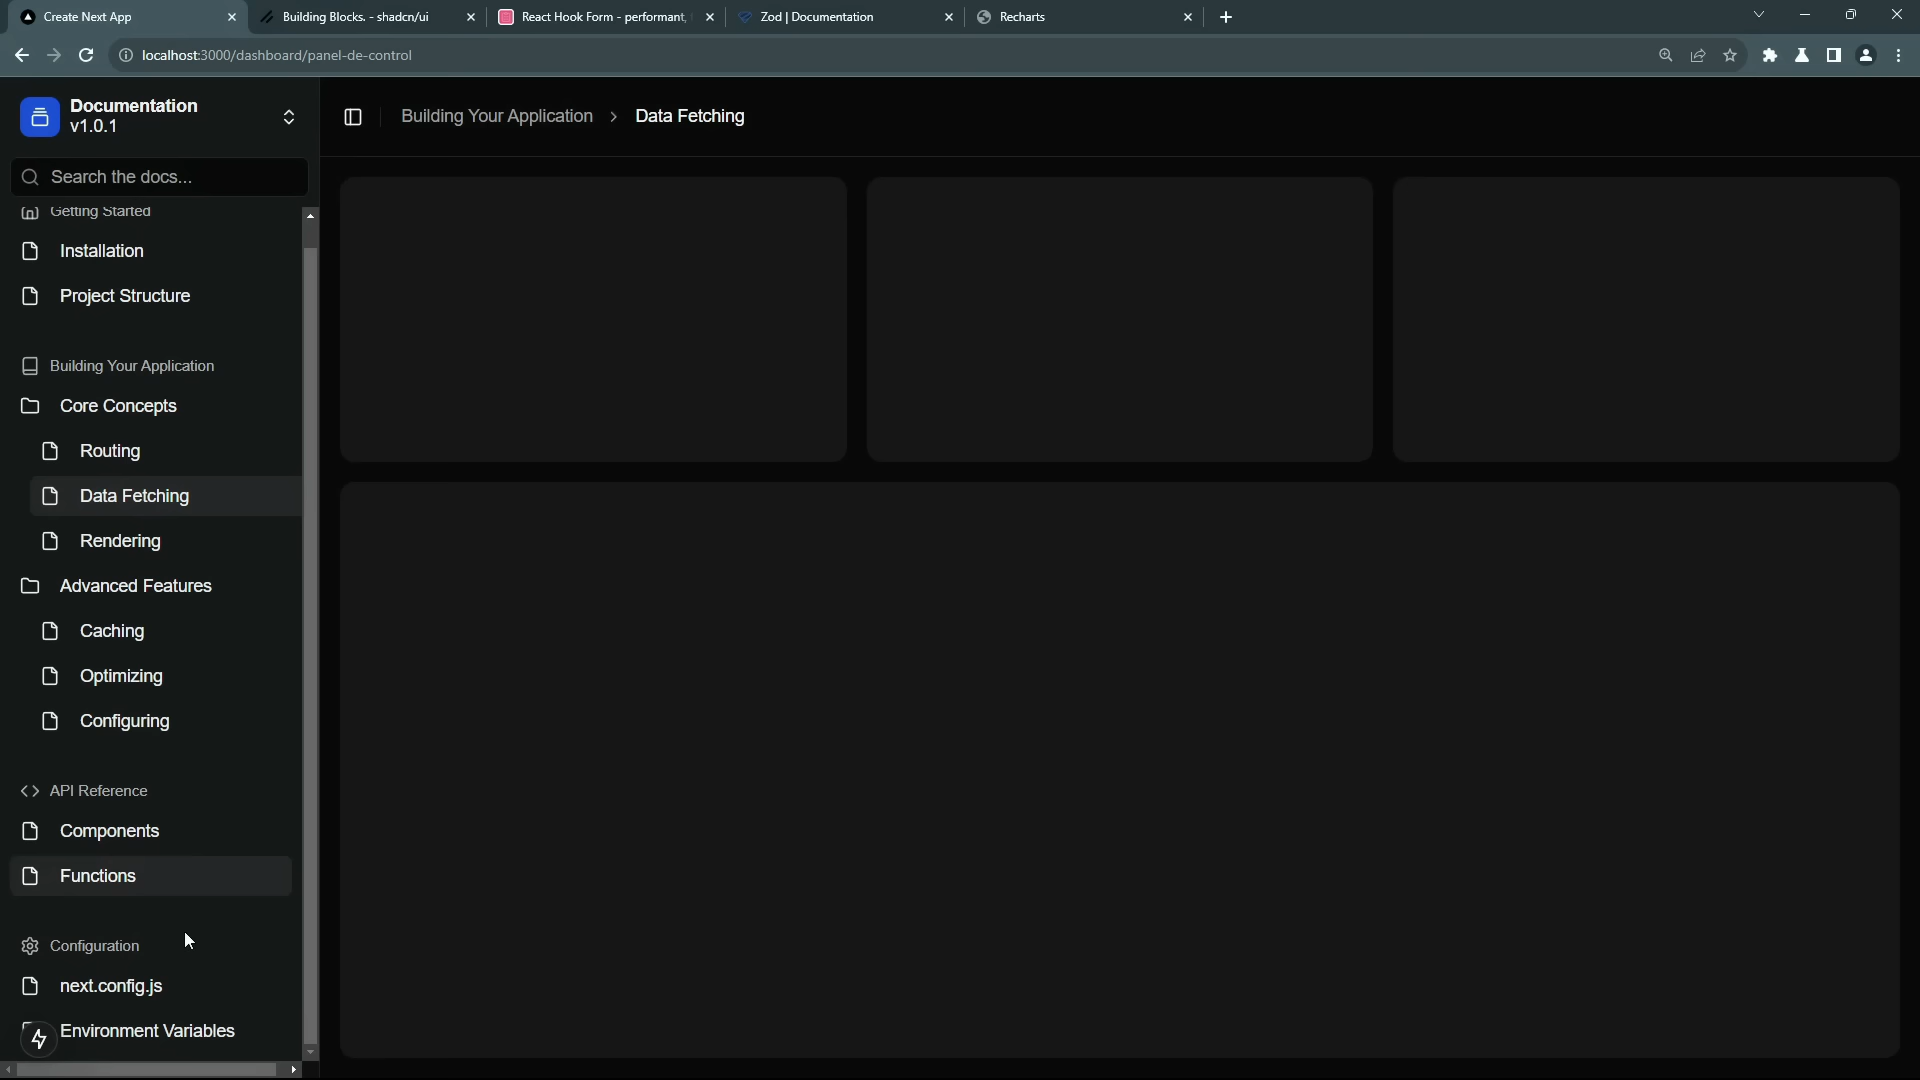 Create Next App
Building Blocks. - shadcn/ui
React Hook Form - performant,
Zod | Documentation
Recharts
localhost:3000/dashboard/panel-de-control
Documentation
v1.0.1
Building Your Application
Data Fetching
Search the docs...
Getting Started
Installation
Project Structure
Building Your Application
Core Concepts
Routing
Data Fetching
Rendering
Advanced Features
Caching
Optimizing
Configuring
API Reference
Components
Functions
Configuration
next.config.js
Environment Variables